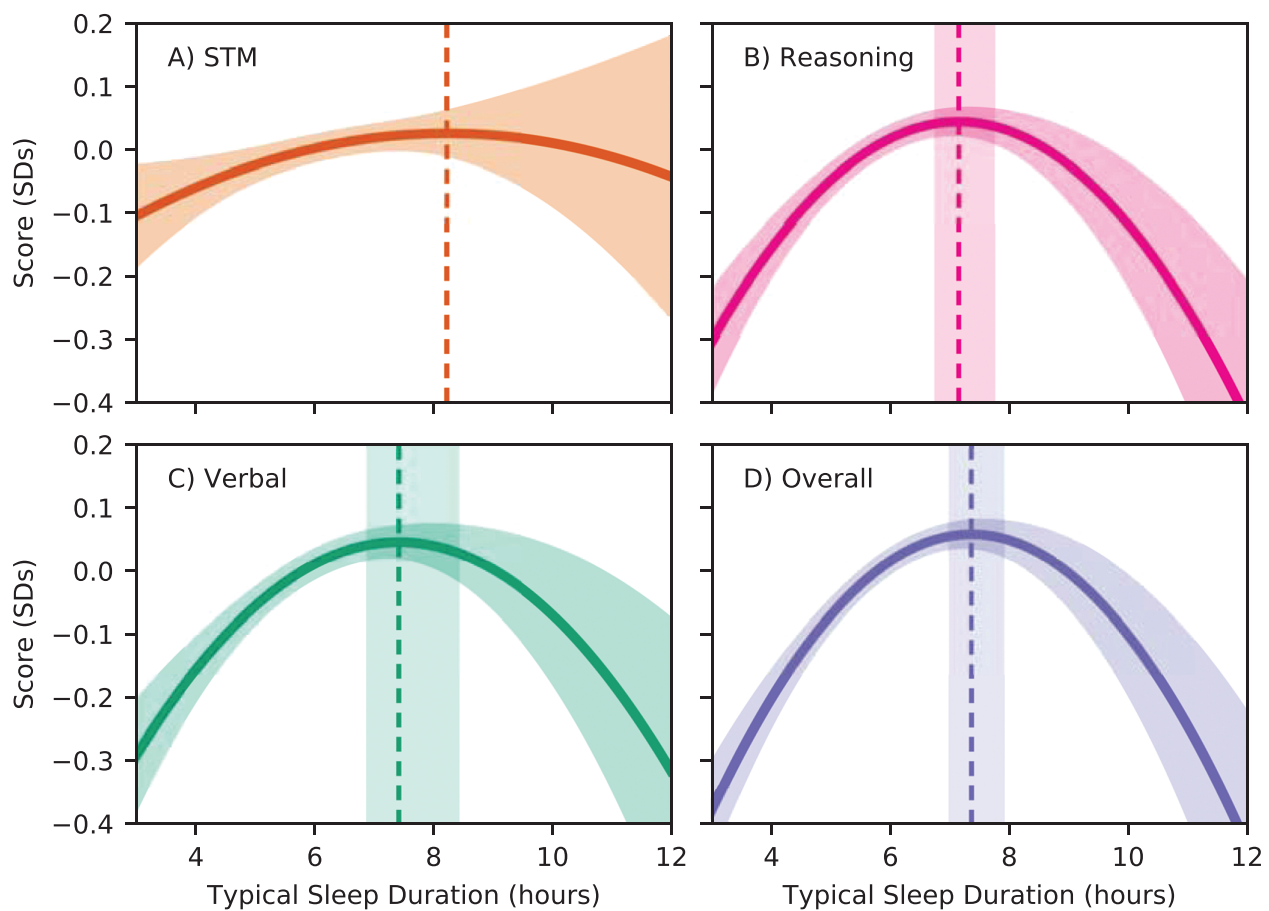 A) STM
B) Reasoning
0.2
0.1
0.0
−0.1
−0.2
−0.3
−0.4
Score (SDs)
C) Verbal
D) Overall
0.2
0.1
0.0
−0.1
−0.2
−0.3
−0.4
Score (SDs)
4 6 8 10 12
4 6 8 10 12
Typical Sleep Duration (hours)
Typical Sleep Duration (hours)